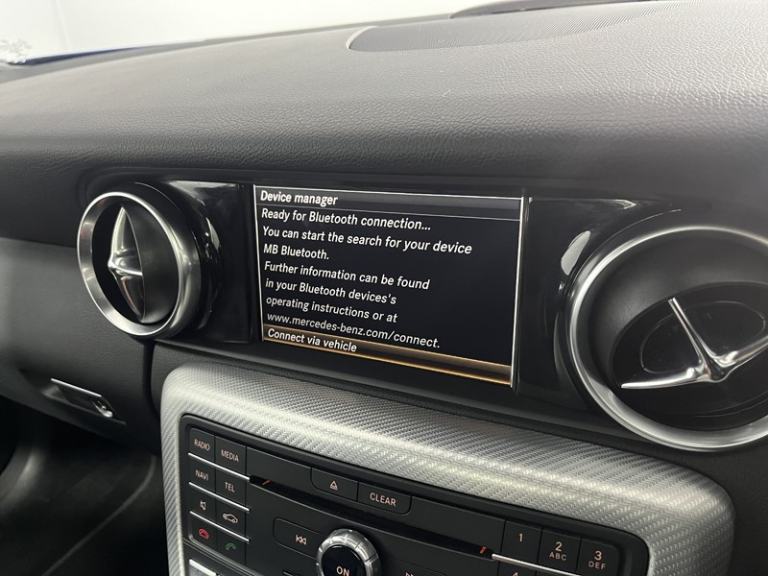 Device manager
Ready for Bluetooth connection...
You can start the search for your device
MB Bluetooth.
Further information can be found
in your Bluetooth devices's
operating instructions or at
www.mercedes-benz.com/connect.
Connect via vehicle
RADIO MEDIA
NAVI TEL
CLEAR
1 2 3
ABC DEF
ON